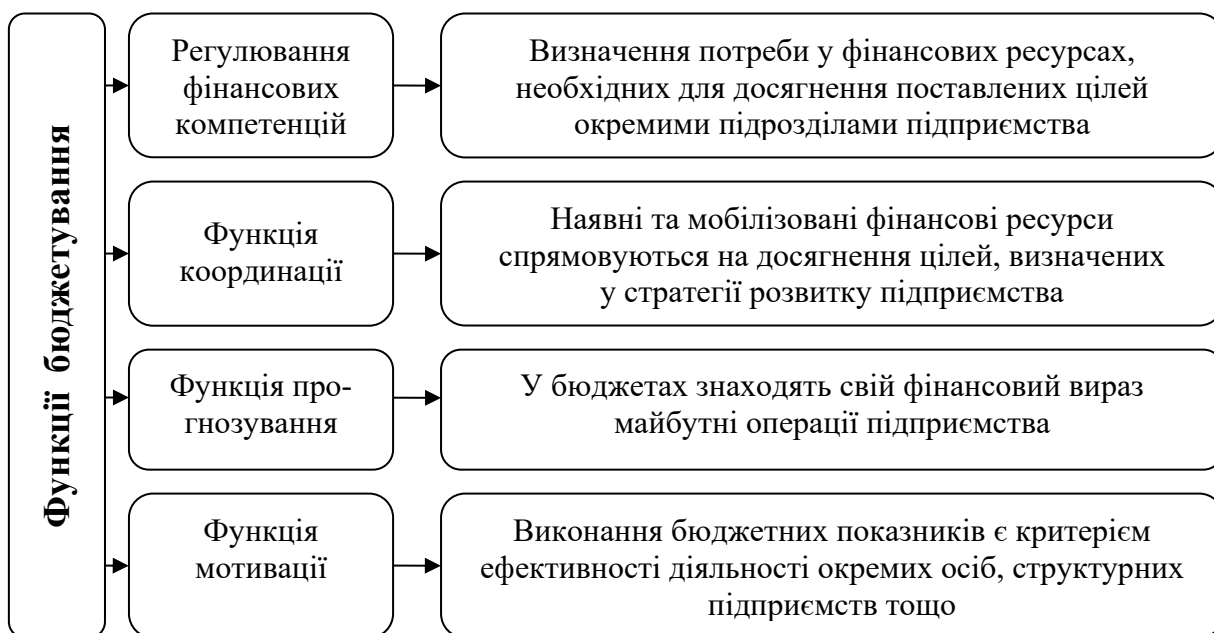 Функції бюджетування
Регулювання
фінансових
компетенцій
Визначення потреби у фінансових ресурсах,
необхідних для досягнення поставлених цілей
окремими підрозділами підприємства
Функція
координації
Наявні та мобілізовані фінансові ресурси
спрямовуються на досягнення цілей, визначених
у стратегії розвитку підприємства
Функція про-
гнозування
У бюджетах знаходять свій фінансовий вираз
майбутні операції підприємства
Функція
мотивації
Виконання бюджетних показників є критерієм
ефективності діяльності окремих осіб, структурних
підприємств тощо